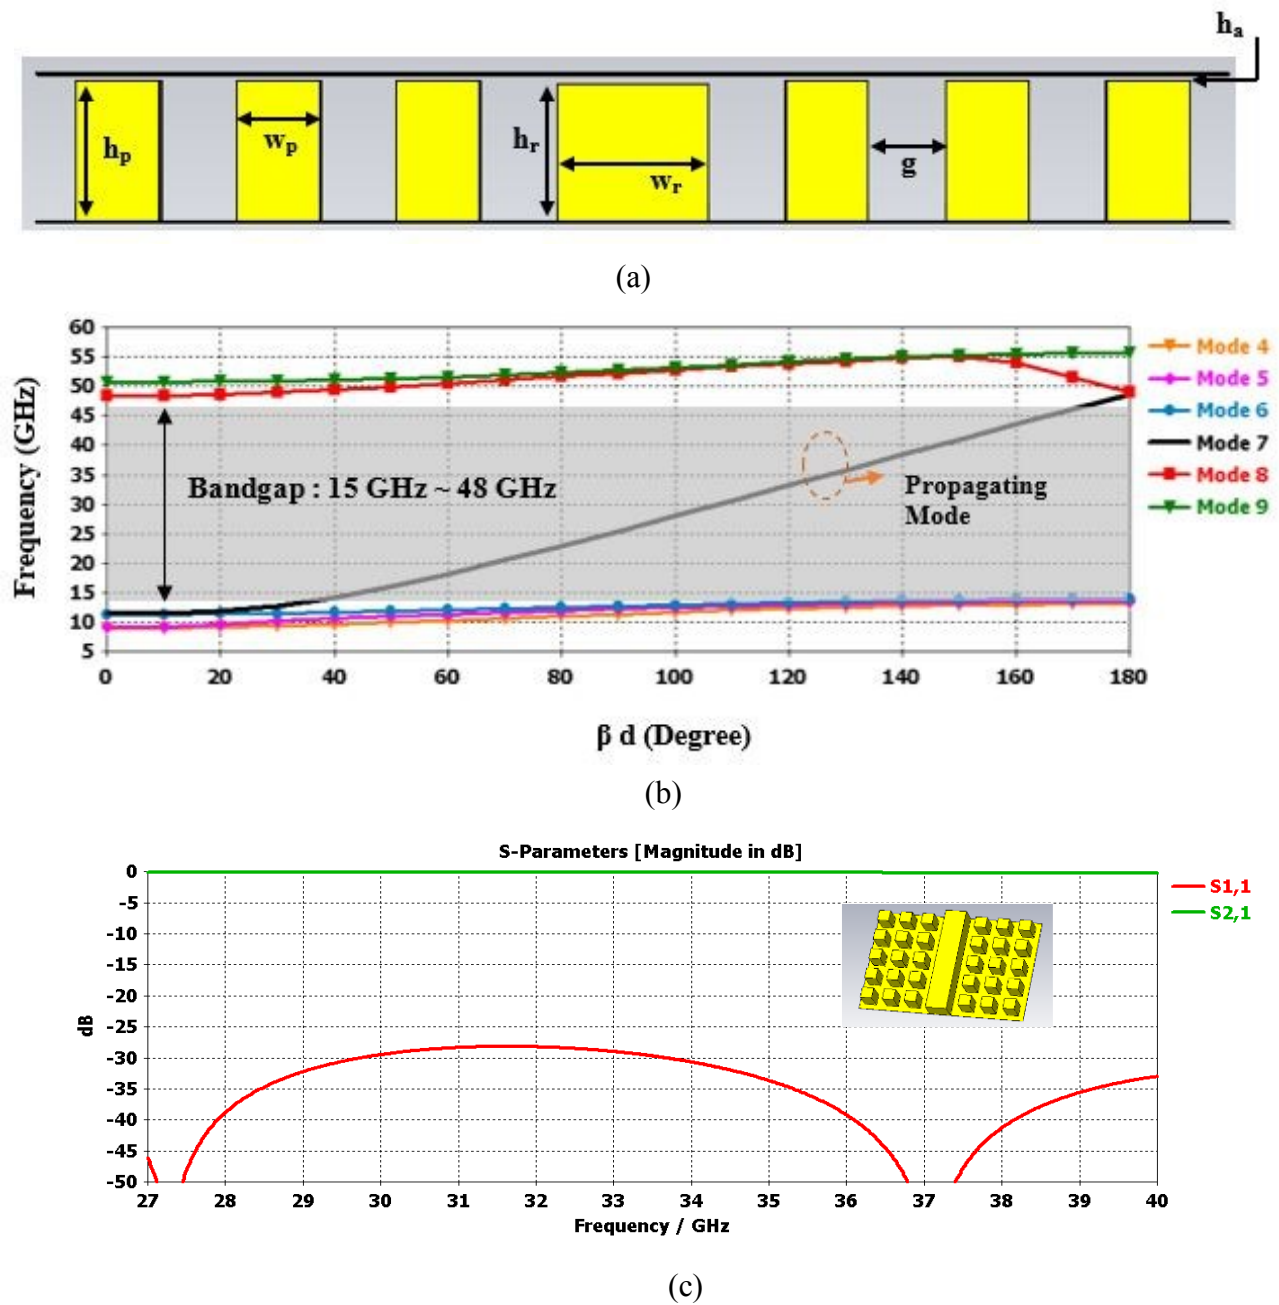 hₐ
hₚ
wₚ
hᵣ
wᵣ
g
(a)
60
55
50
45
40
35
30
25
20
15
10
5
Frequency (GHz)
Bandgap : 15 GHz ~ 48 GHz
Propagating
Mode
Mode 4
Mode 5
Mode 6
Mode 7
Mode 8
Mode 9
0 20 40 60 80 100 120 140 160 180
β d (Degree)
(b)
S-Parameters [Magnitude in dB]
0
-5
-10
-15
-20
-25
-30
-35
-40
-45
-50
dB
S1,1
S2,1
27 28 29 30 31 32 33 34 35 36 37 38 39 40
Frequency / GHz
(c)